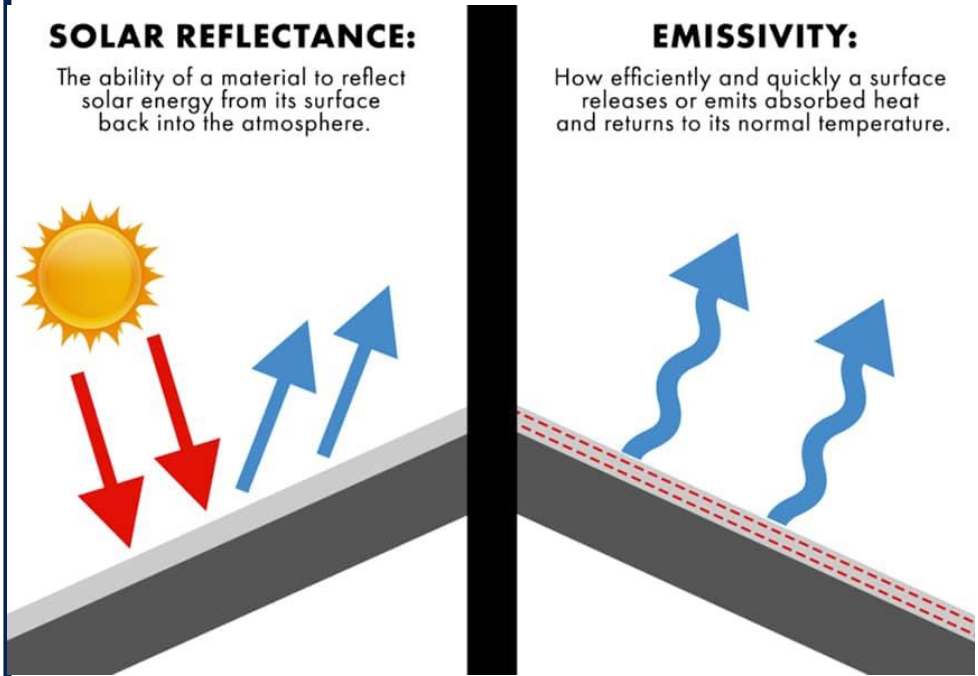 SOLAR REFLECTANCE:
The ability of a material to reflect
solar energy from its surface
back into the atmosphere.
EMISSIVITY:
How efficiently and quickly a surface
releases or emits absorbed heat
and returns to its normal temperature.